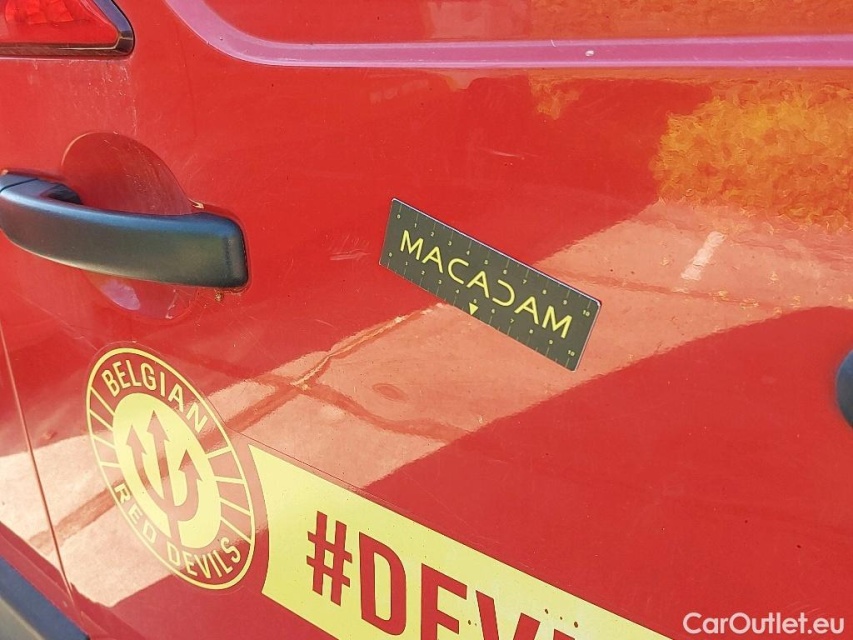 MACADAM
BELGIAN
RED DEVILS
#DEV
CarOutlet.eu